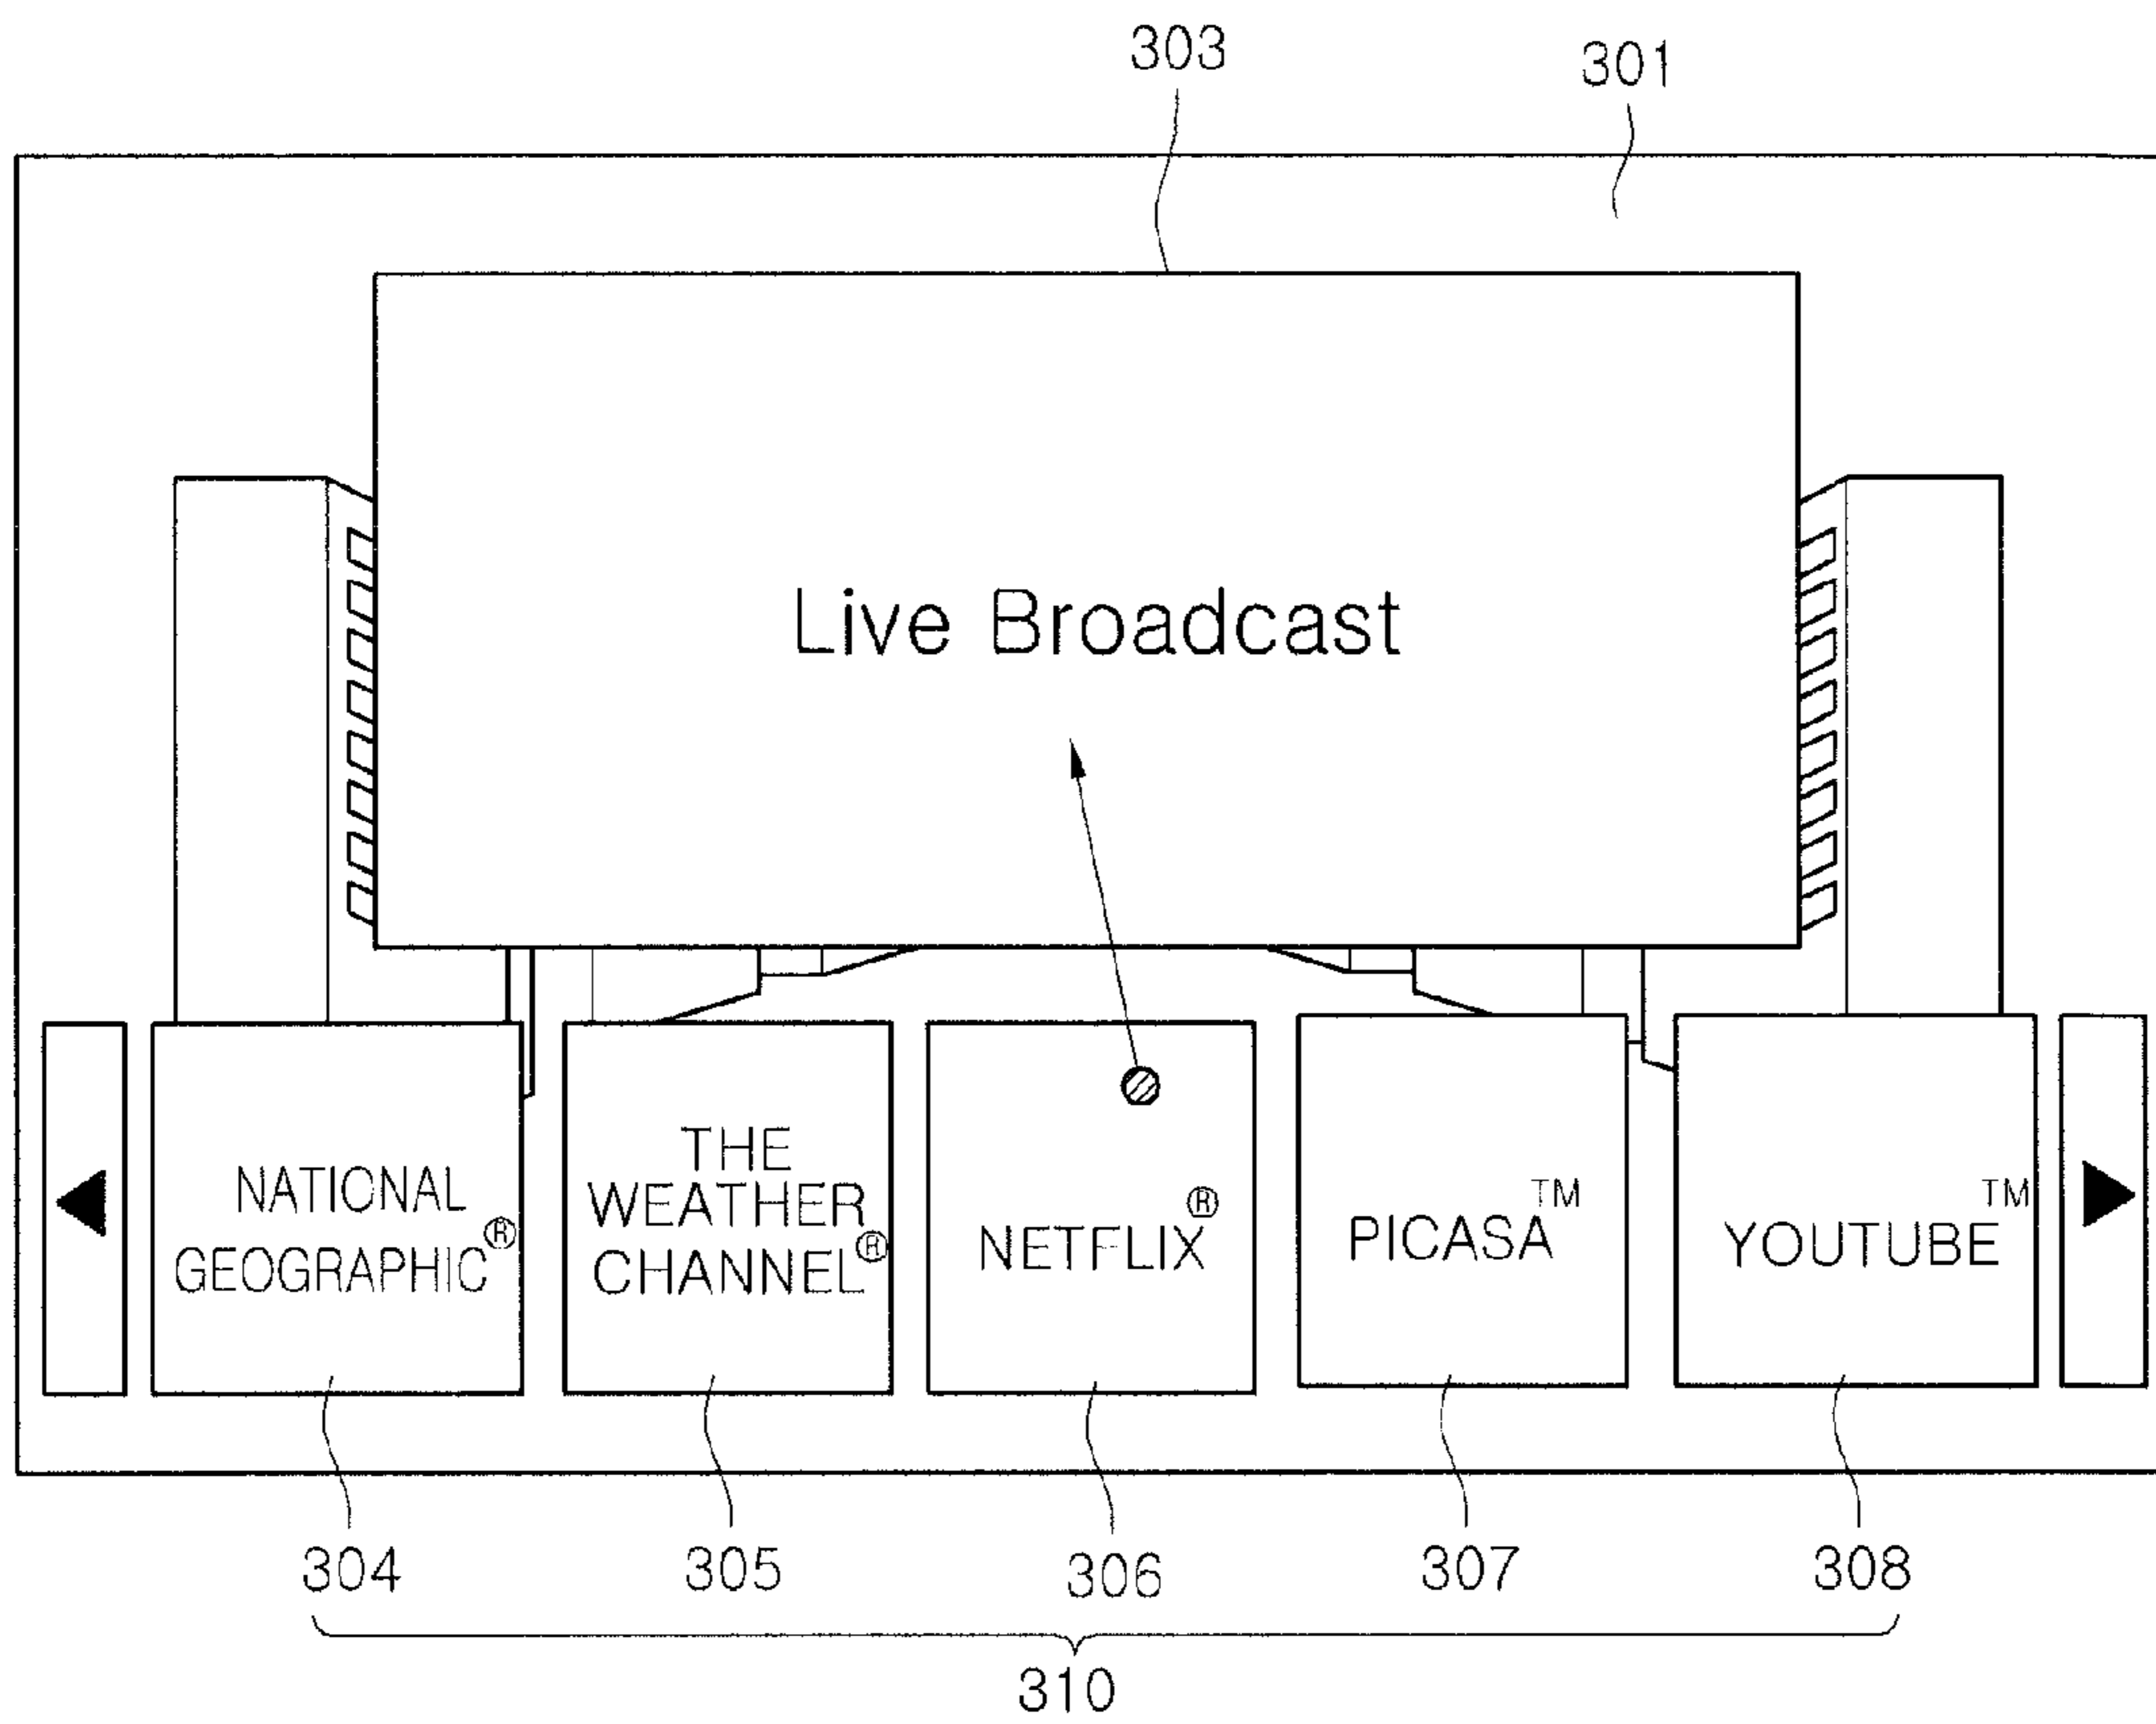 303
301
Live Broadcast
NATIONAL
GEOGRAPHIC®
THE
WEATHER
CHANNEL®
NETFLIX®
PICASA™
YOUTUBE™
304
305
306
307
308
310